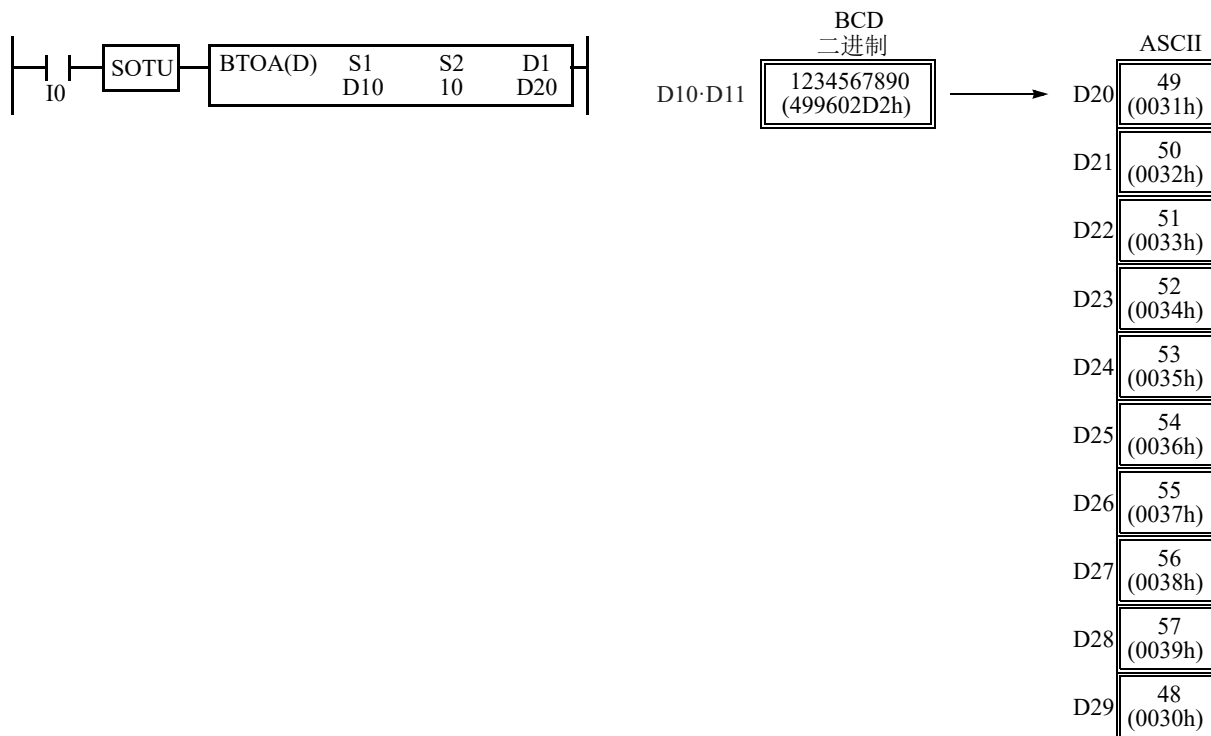 I0
SOTU
BTOA(D) S1 S2 D1
D10 10 D20
BCD
二进制
D10·D11
1234567890
(499602D2h)
ASCII
D20
49
(0031h)
D21
50
(0032h)
D22
51
(0033h)
D23
52
(0034h)
D24
53
(0035h)
D25
54
(0036h)
D26
55
(0037h)
D27
56
(0038h)
D28
57
(0039h)
D29
48
(0030h)